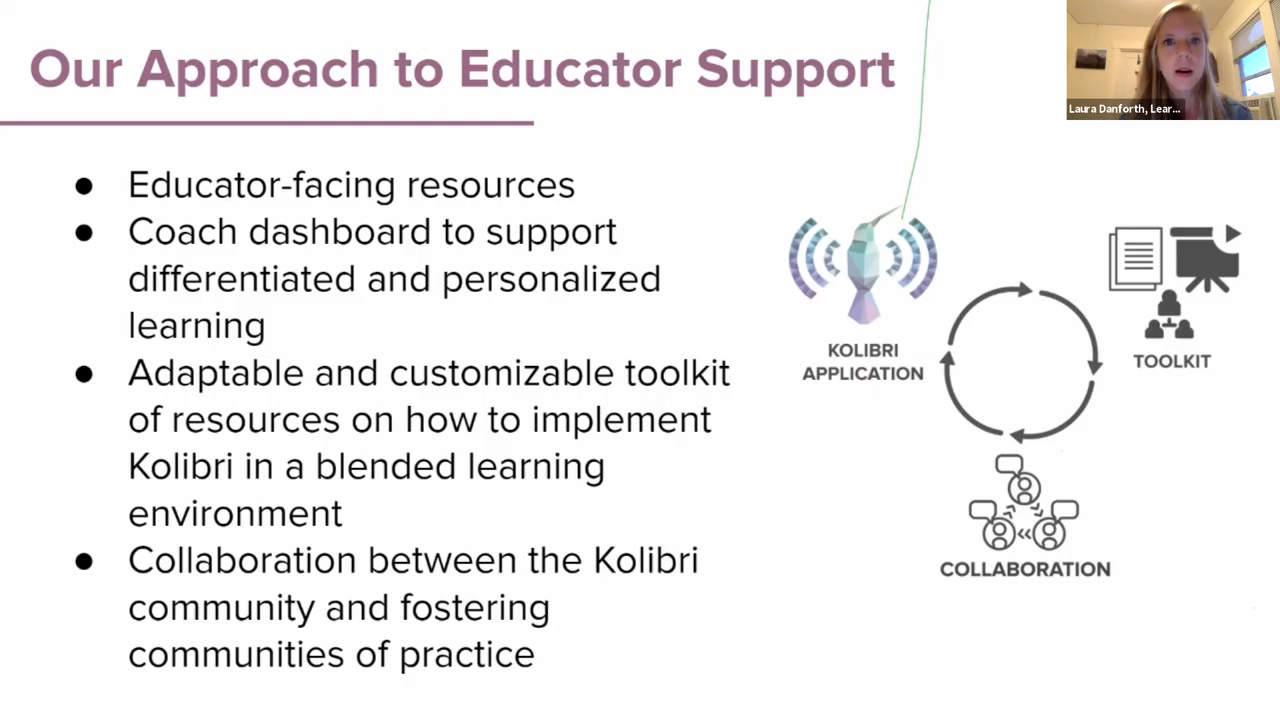 Our Approach to Educator Support
Laura Danforth, Lear...
● Educator-facing resources
● Coach dashboard to support
differentiated and personalized
learning
● Adaptable and customizable toolkit
of resources on how to implement
Kolibri in a blended learning
environment
● Collaboration between the Kolibri
community and fostering
communities of practice
KOLIBRI
APPLICATION
TOOLKIT
COLLABORATION